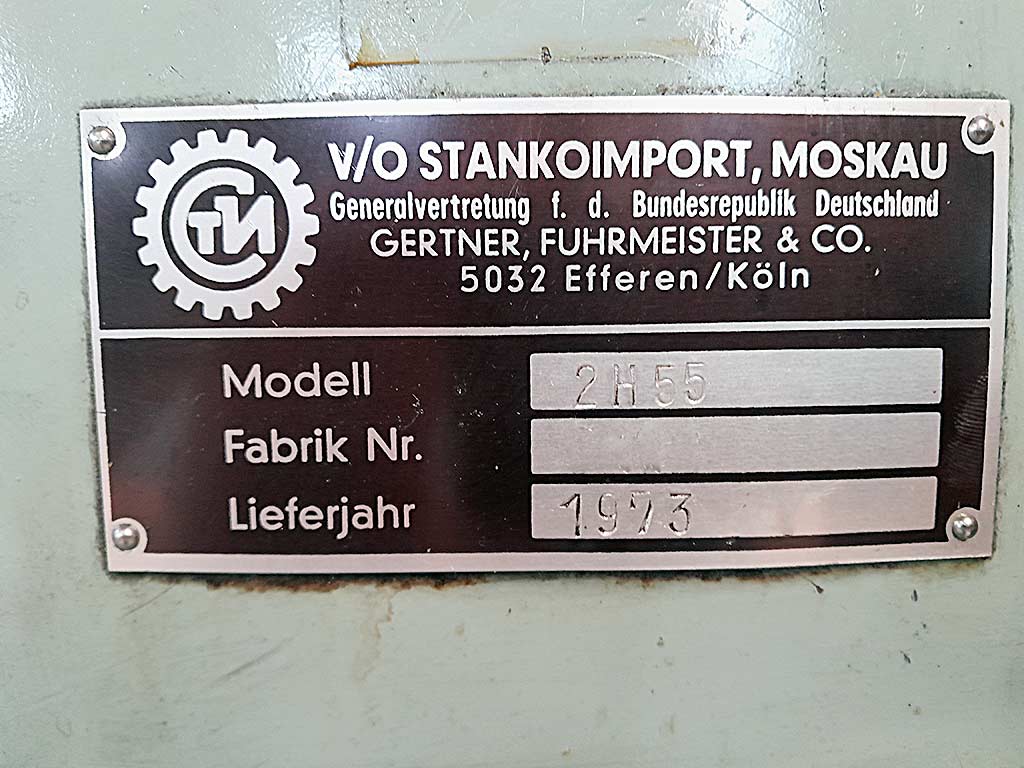 СТИ
V/O STANKOIMPORT, MOSKAU
Generalvertretung f. d. Bundesrepublik Deutschland
GERTNER, FUHRMEISTER & CO.
5032 Efferen/Köln
Modell 2H55
Fabrik Nr.
Lieferjahr 1973